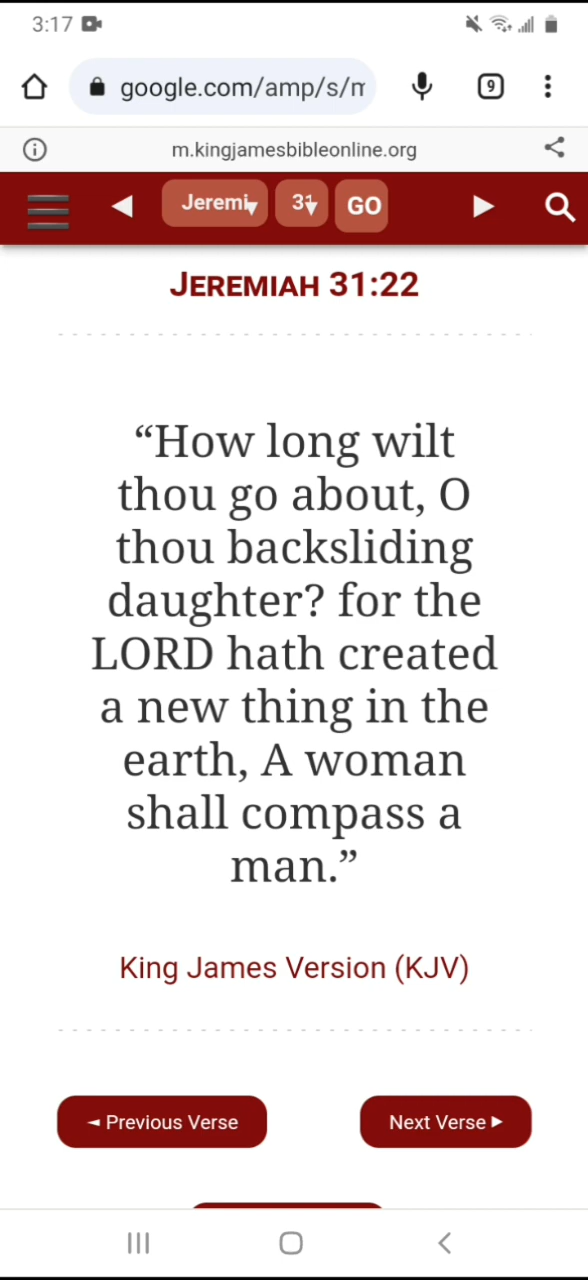 3:17
google.com/amp/s/m
9
m.kingjamesbibleonline.org
Jeremi 31 GO
JEREMIAH 31:22
“How long wilt
thou go about, O
thou backsliding
daughter? for the
LORD hath created
a new thing in the
earth, A woman
shall compass a
man.”
King James Version (KJV)
◄ Previous Verse
Next Verse ►